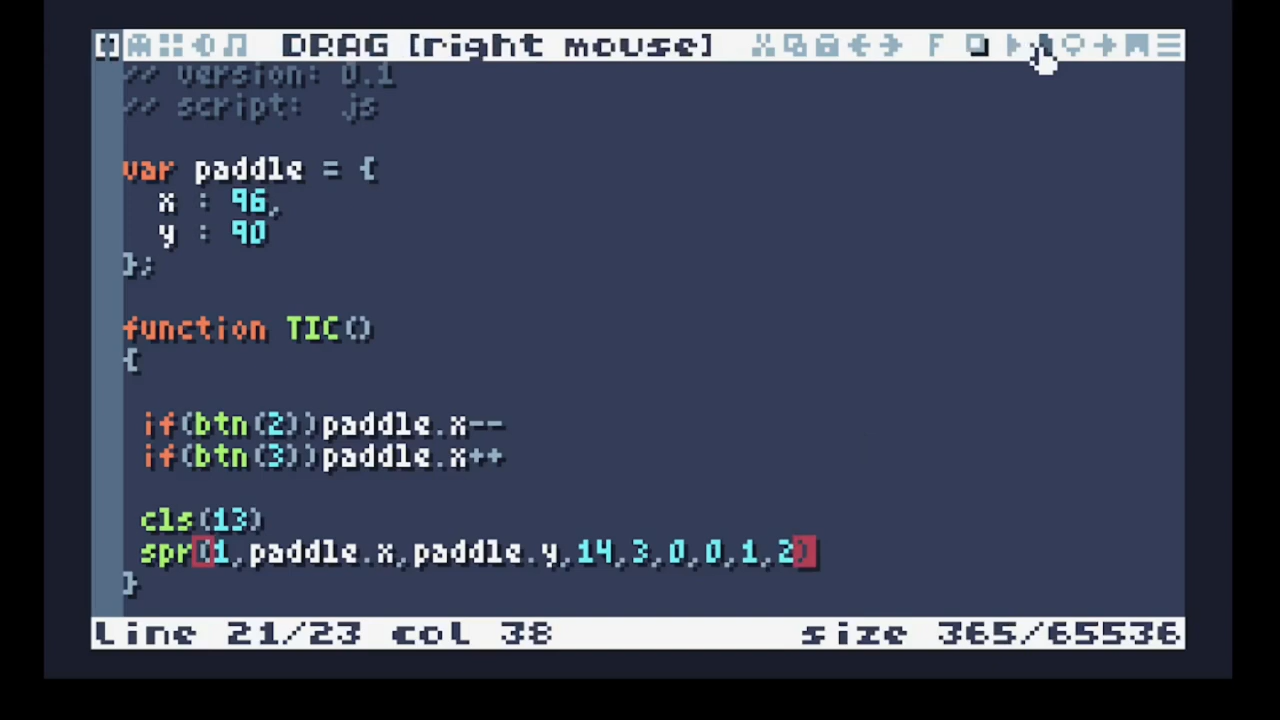 DRAG [right mouse]
F
// version: 0.1
// script:  js
var paddle = {
  x : 96,
  y : 90
};
function TIC()
{
 if(btn(2))paddle.x--
 if(btn(3))paddle.x++
 cls(13)
 spr(1,paddle.x,paddle.y,14,3,0,0,1,2)
}
line 21/23 col 38
size 365/65536